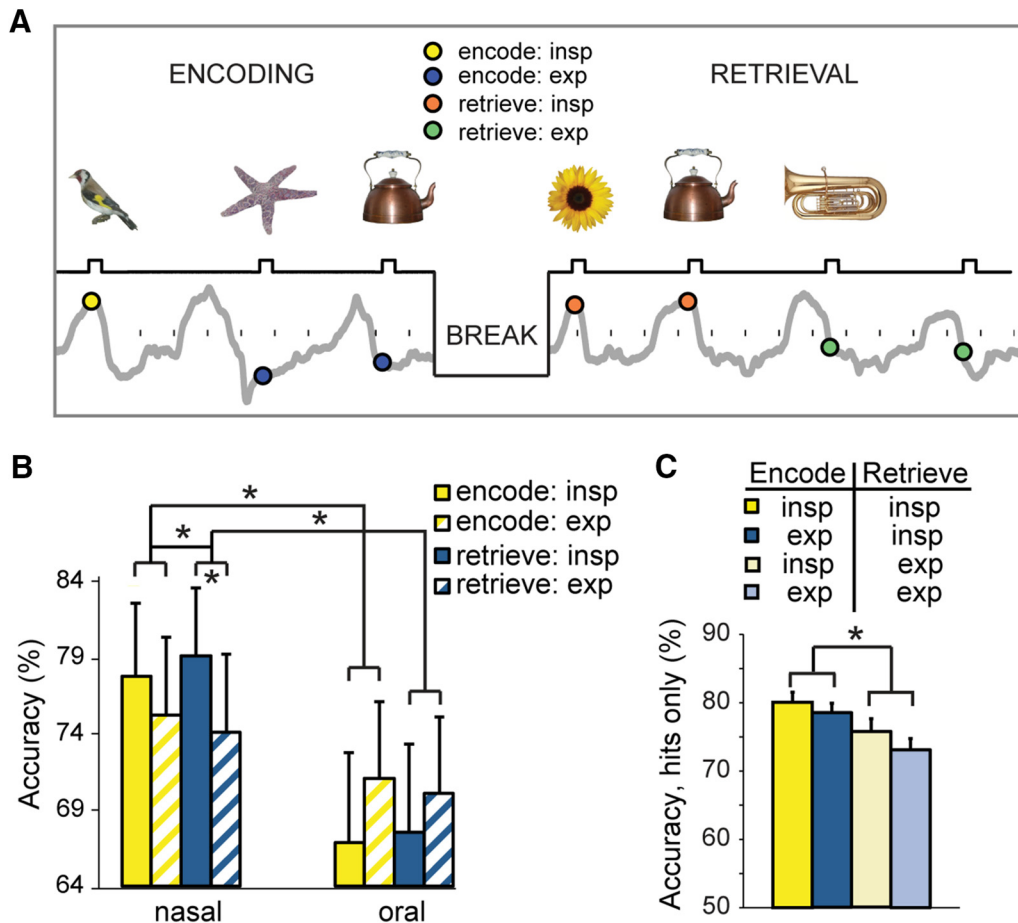 A
ENCODING
encode: insp
encode: exp
retrieve: insp
retrieve: exp
RETRIEVAL
BREAK
B
*
*
*
*
encode: insp
encode: exp
retrieve: insp
retrieve: exp
Accuracy (%)
84
79
74
69
64
nasal
oral
C
Encode Retrieve
insp insp
exp insp
insp exp
exp exp
*
Accuracy, hits only (%)
90
80
70
60
50